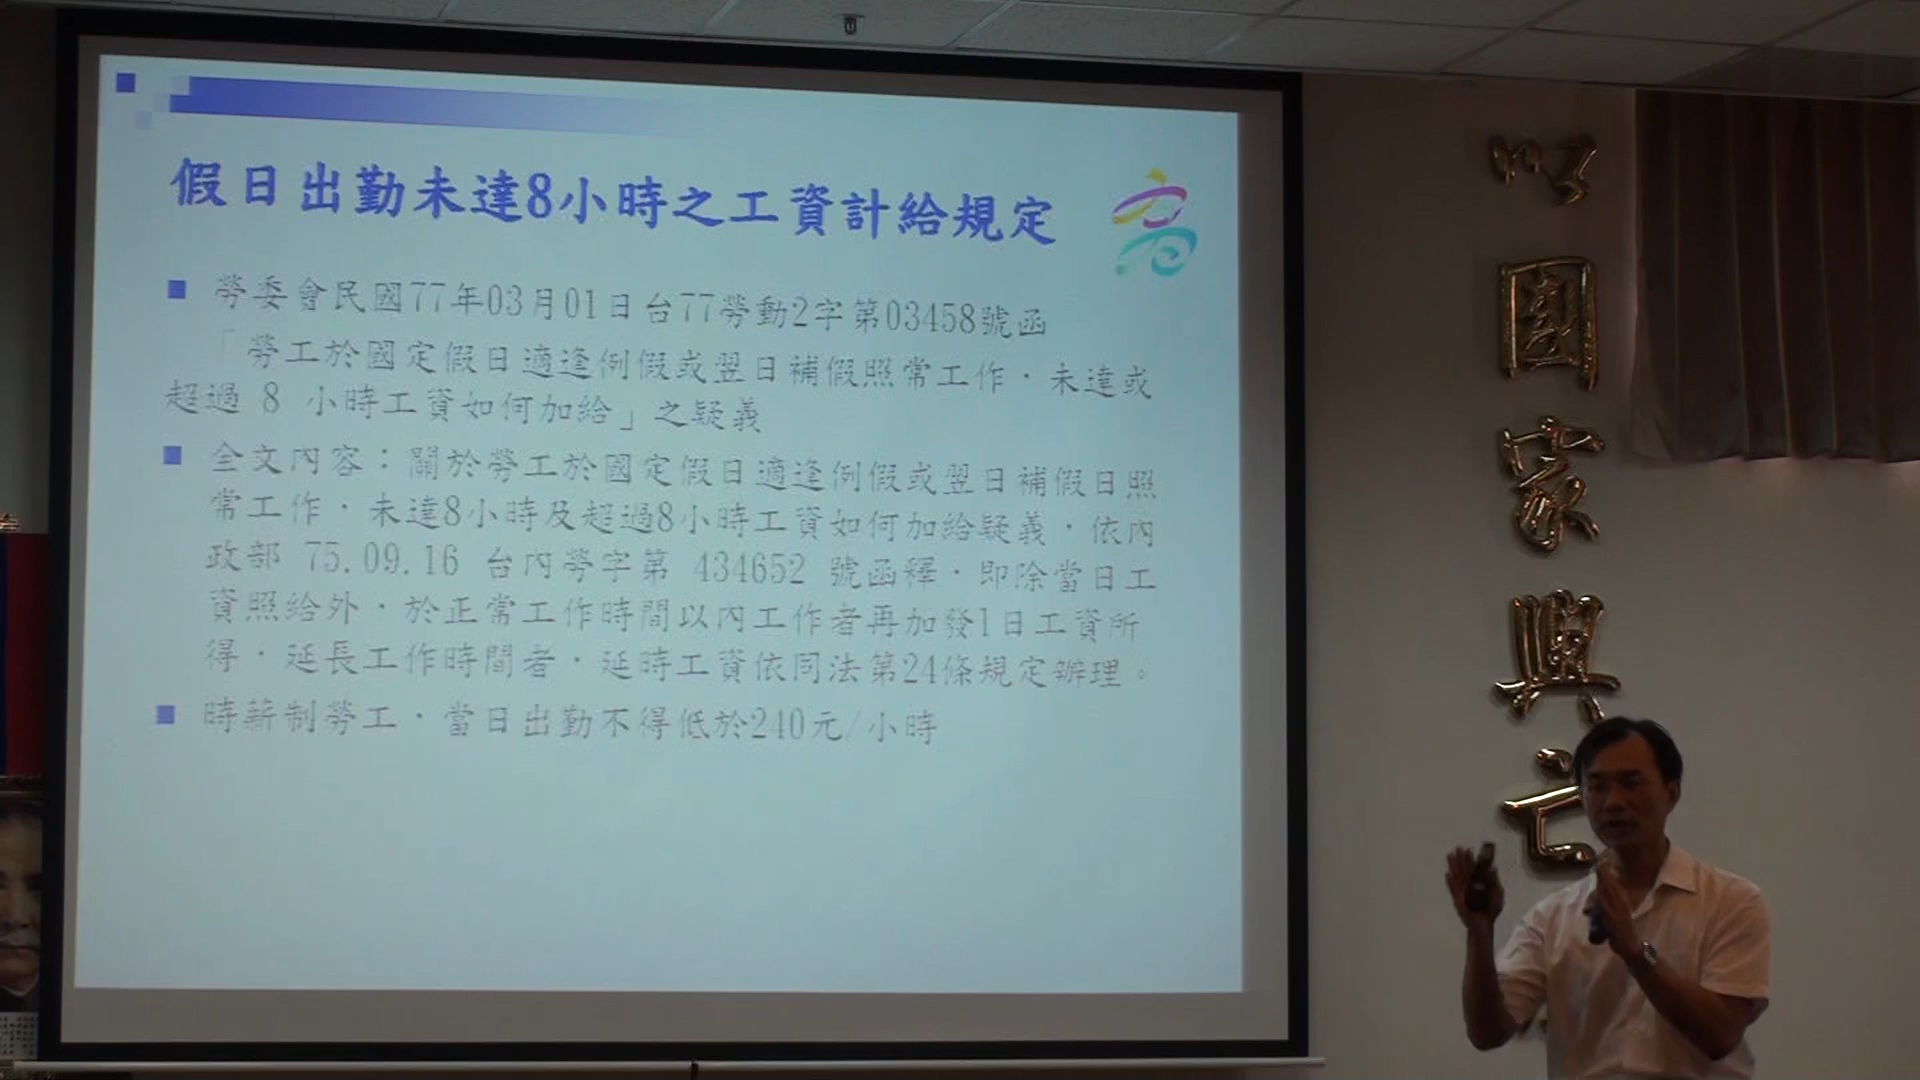 假日出勤未達8小時之工資計給規定
勞委會民國77年03月01日台77勞動2字第03458號函
「勞工於國定假日適逢例假或翌日補假照常工作，未達或
超過 8 小時工資如何加給」之疑義
全文內容：關於勞工於國定假日適逢例假或翌日補假日照
常工作，未達8小時及超過8小時工資如何加給疑義，依內
政部 75.09.16 台內勞字第 434652 號函釋，即除當日工
資照給外，於正常工作時間以內工作者再加發1日工資所
得，延長工作時間者，延時工資依同法第24條規定辦理。
時薪制勞工，當日出勤不得低於240元/小時
以國家興亡